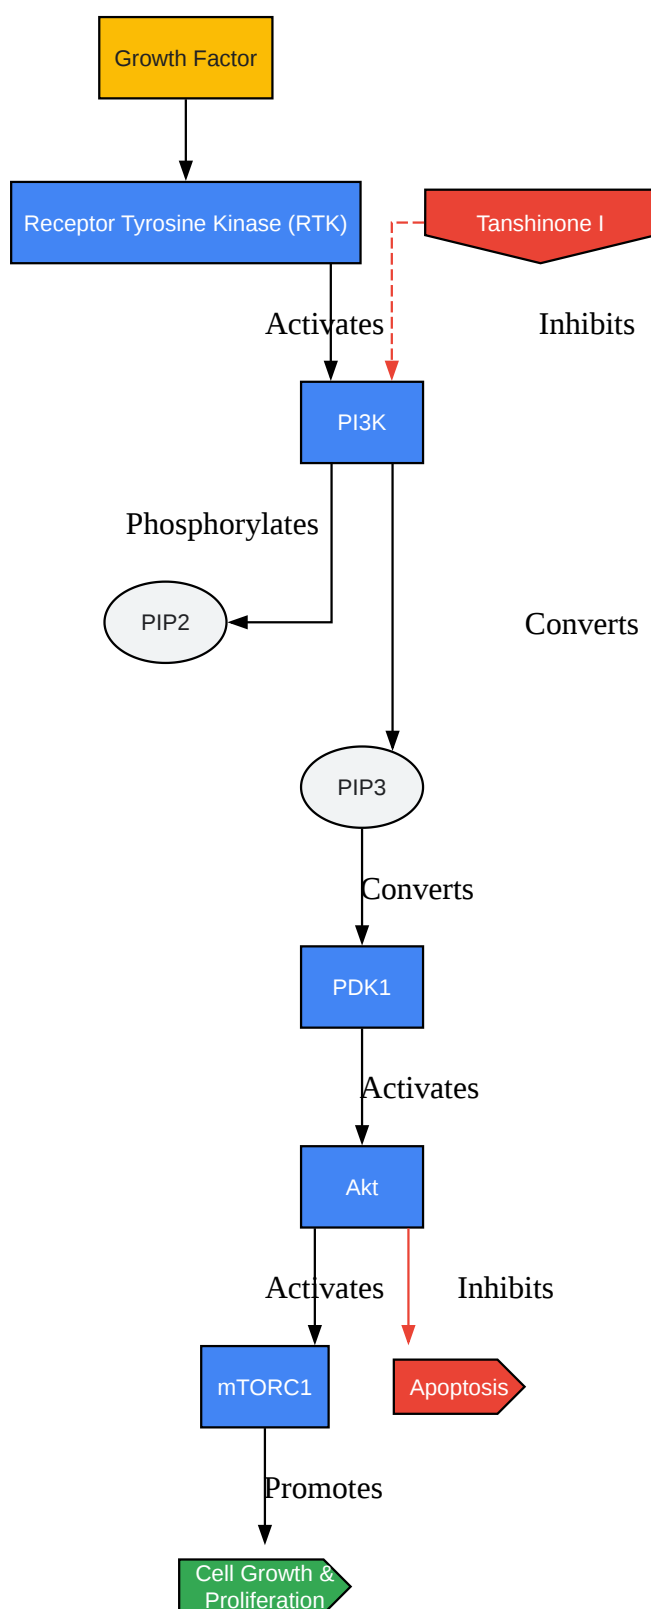 Growth Factor
Receptor Tyrosine Kinase (RTK)
Tanshinone I
Activates
Inhibits
PI3K
Phosphorylates
PIP2
Converts
PIP3
Converts
PDK1
Activates
Akt
Activates
Inhibits
mTORC1
Apoptosis
Promotes
Cell Growth &
Proliferation